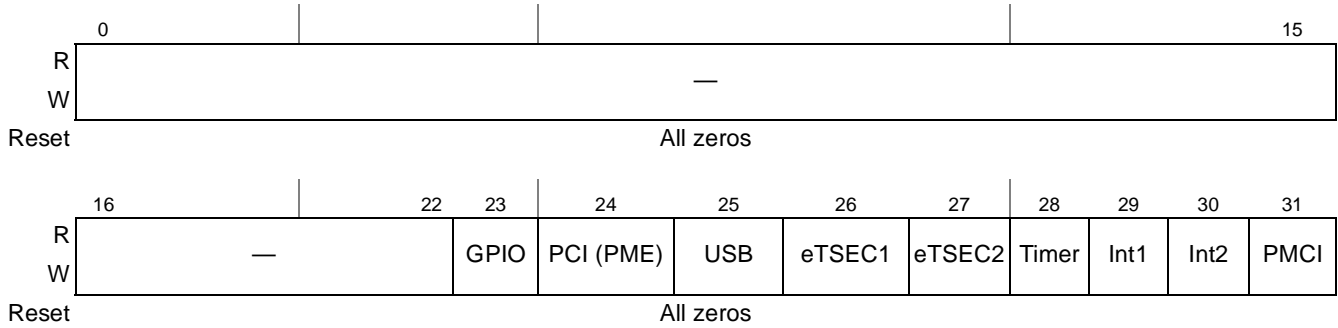 0 15
R
—
W
Reset All zeros
16 22 23 24 25 26 27 28 29 30 31
R
— GPIO PCI (PME) USB eTSEC1 eTSEC2 Timer Int1 Int2 PMCI
W
Reset All zeros